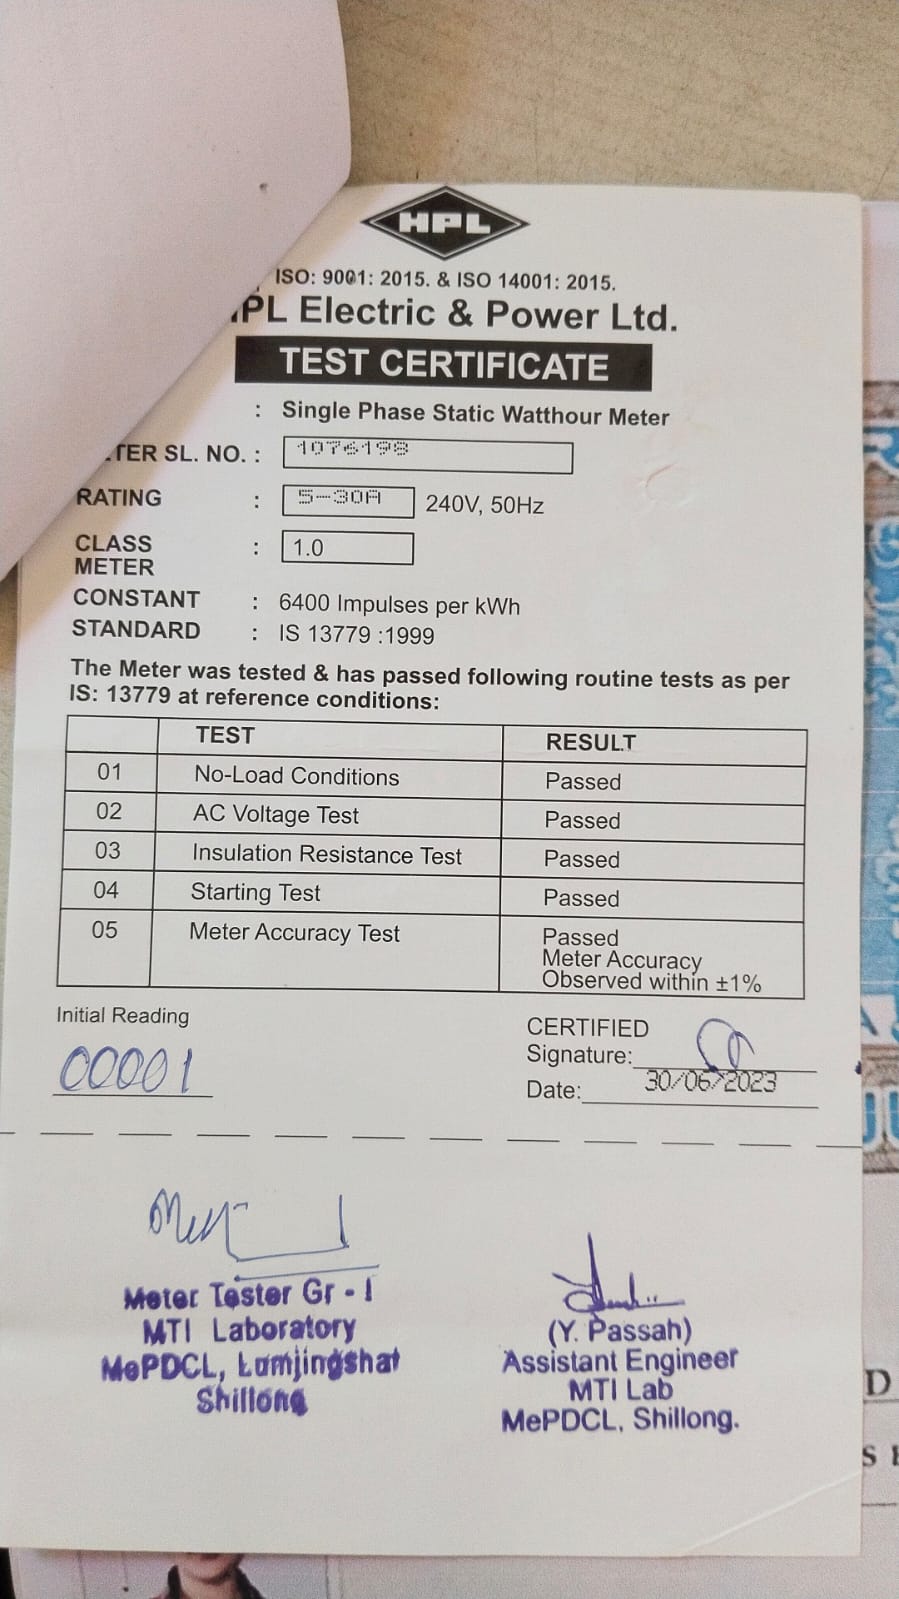 HPL
ISO: 9001: 2015. & ISO 14001: 2015.
HPL Electric & Power Ltd.
TEST CERTIFICATE
: Single Phase Static Watthour Meter
TER SL. NO. : 1076198
RATING : 5-30A 240V, 50Hz
CLASS : 1.0
METER
CONSTANT : 6400 Impulses per kWh
STANDARD : IS 13779 :1999
The Meter was tested & has passed following routine tests as per
IS: 13779 at reference conditions:
TEST RESULT
01 No-Load Conditions Passed
02 AC Voltage Test Passed
03 Insulation Resistance Test Passed
04 Starting Test Passed
05 Meter Accuracy Test Passed
Meter Accuracy
Observed within ±1%
Initial Reading
00001
CERTIFIED
Signature:
Date: 30/06/2023
Meter Tester Gr - I
MTI Laboratory
MePDCL, Lumjingshat
Shillong
(Y. Passah)
Assistant Engineer
MTI Lab
MePDCL, Shillong.